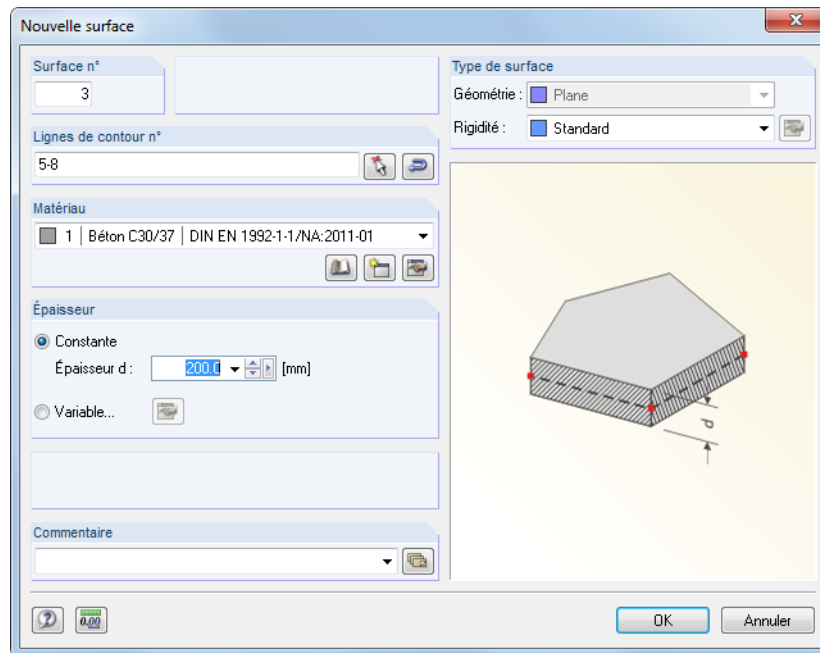 Nouvelle surface
Surface n°
3
Lignes de contour n°
5-8
Matériau
1 | Béton C30/37 | DIN EN 1992-1-1/NA:2011-01
Épaisseur
Constante
Épaisseur d :
200.0
[mm]
Variable...
Commentaire
Type de surface
Géométrie :
Plane
Rigidité :
Standard
d
0.00
OK
Annuler